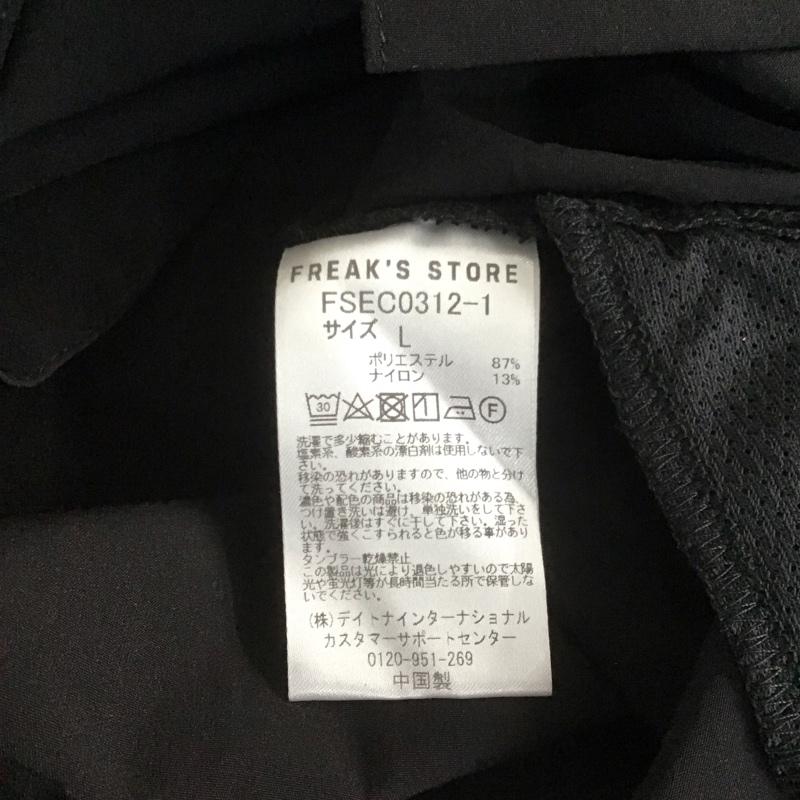 FREAK'S STORE
FSEC0312-1
サイズ L
ポリエステル 87%
ナイロン 13%
30 F
洗濯で多少縮むことがあります。
塩素系、酸素系の漂白剤は使用しないで下
さい。
移染の恐れがありますので、他の物と分け
て洗ってください。
濃色や配色の商品は移染の恐れがある為、
つけ置き洗いは避け、単独洗いをして下さ
い。洗濯後はすぐに干して下さい。湿った
状態で強くこすられると色が移る事があり
ます。
タンブラー乾燥禁止
この製品は光により退色しやすいので太陽
光や蛍光灯等が長時間当たる所で保管しな
いでください。
(株)デイトナインターナショナル
カスタマーサポートセンター
0120-951-269
中国製